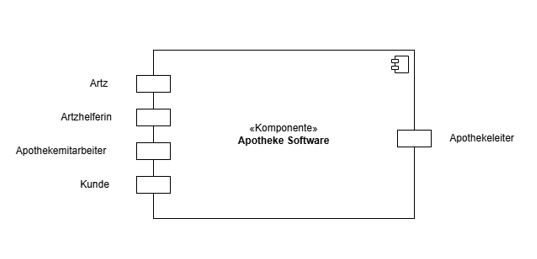 Artz
Artzhelferin
Apothekemitarbeiter
Kunde
«Komponente»
Apotheke Software
Apothekeleiter